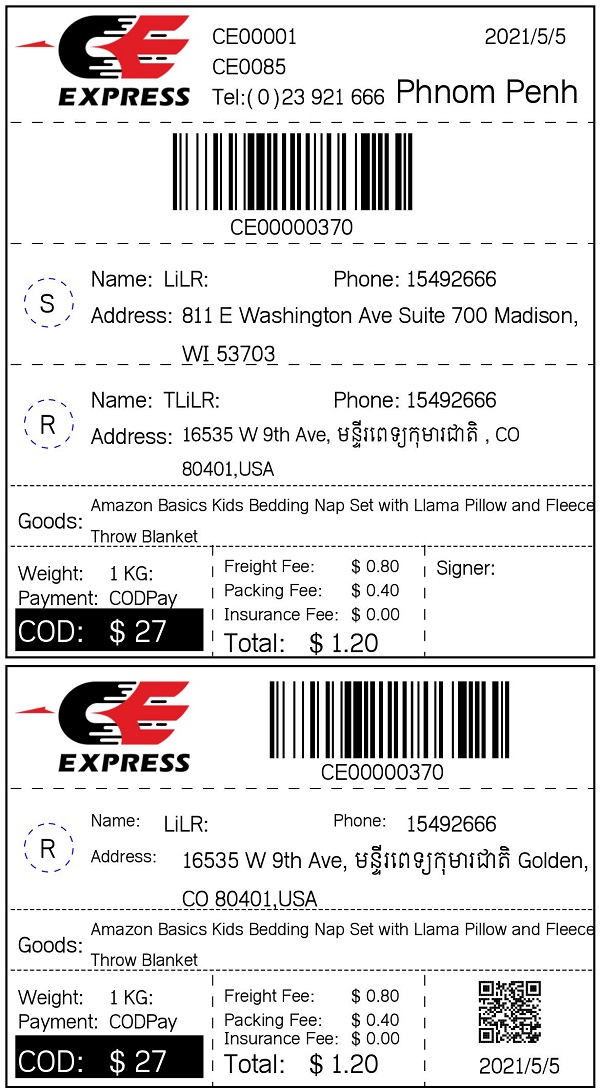 CE EXPRESS
CE00001 2021/5/5
CE0085
Tel:(0)23 921 666 Phnom Penh
CE00000370
S
Name: LiLR: Phone: 15492666
Address: 811 E Washington Ave Suite 700 Madison,
WI 53703
R
Name: TLiLR: Phone: 15492666
Address: 16535 W 9th Ave, មន្ទីរពេទ្យកុមារជាតិ , CO
80401,USA
Goods: Amazon Basics Kids Bedding Nap Set with Llama Pillow and Fleece
Throw Blanket
Weight: 1 KG:
Payment: CODPay
COD: $ 27
Freight Fee: $ 0.80
Packing Fee: $ 0.40
Insurance Fee: $ 0.00
Total: $ 1.20
Signer:
CE EXPRESS
CE00000370
R
Name: LiLR: Phone: 15492666
Address: 16535 W 9th Ave, មន្ទីរពេទ្យកុមារជាតិ Golden,
CO 80401,USA
Goods: Amazon Basics Kids Bedding Nap Set with Llama Pillow and Fleece
Throw Blanket
Weight: 1 KG:
Payment: CODPay
COD: $ 27
Freight Fee: $ 0.80
Packing Fee: $ 0.40
Insurance Fee: $ 0.00
Total: $ 1.20
2021/5/5